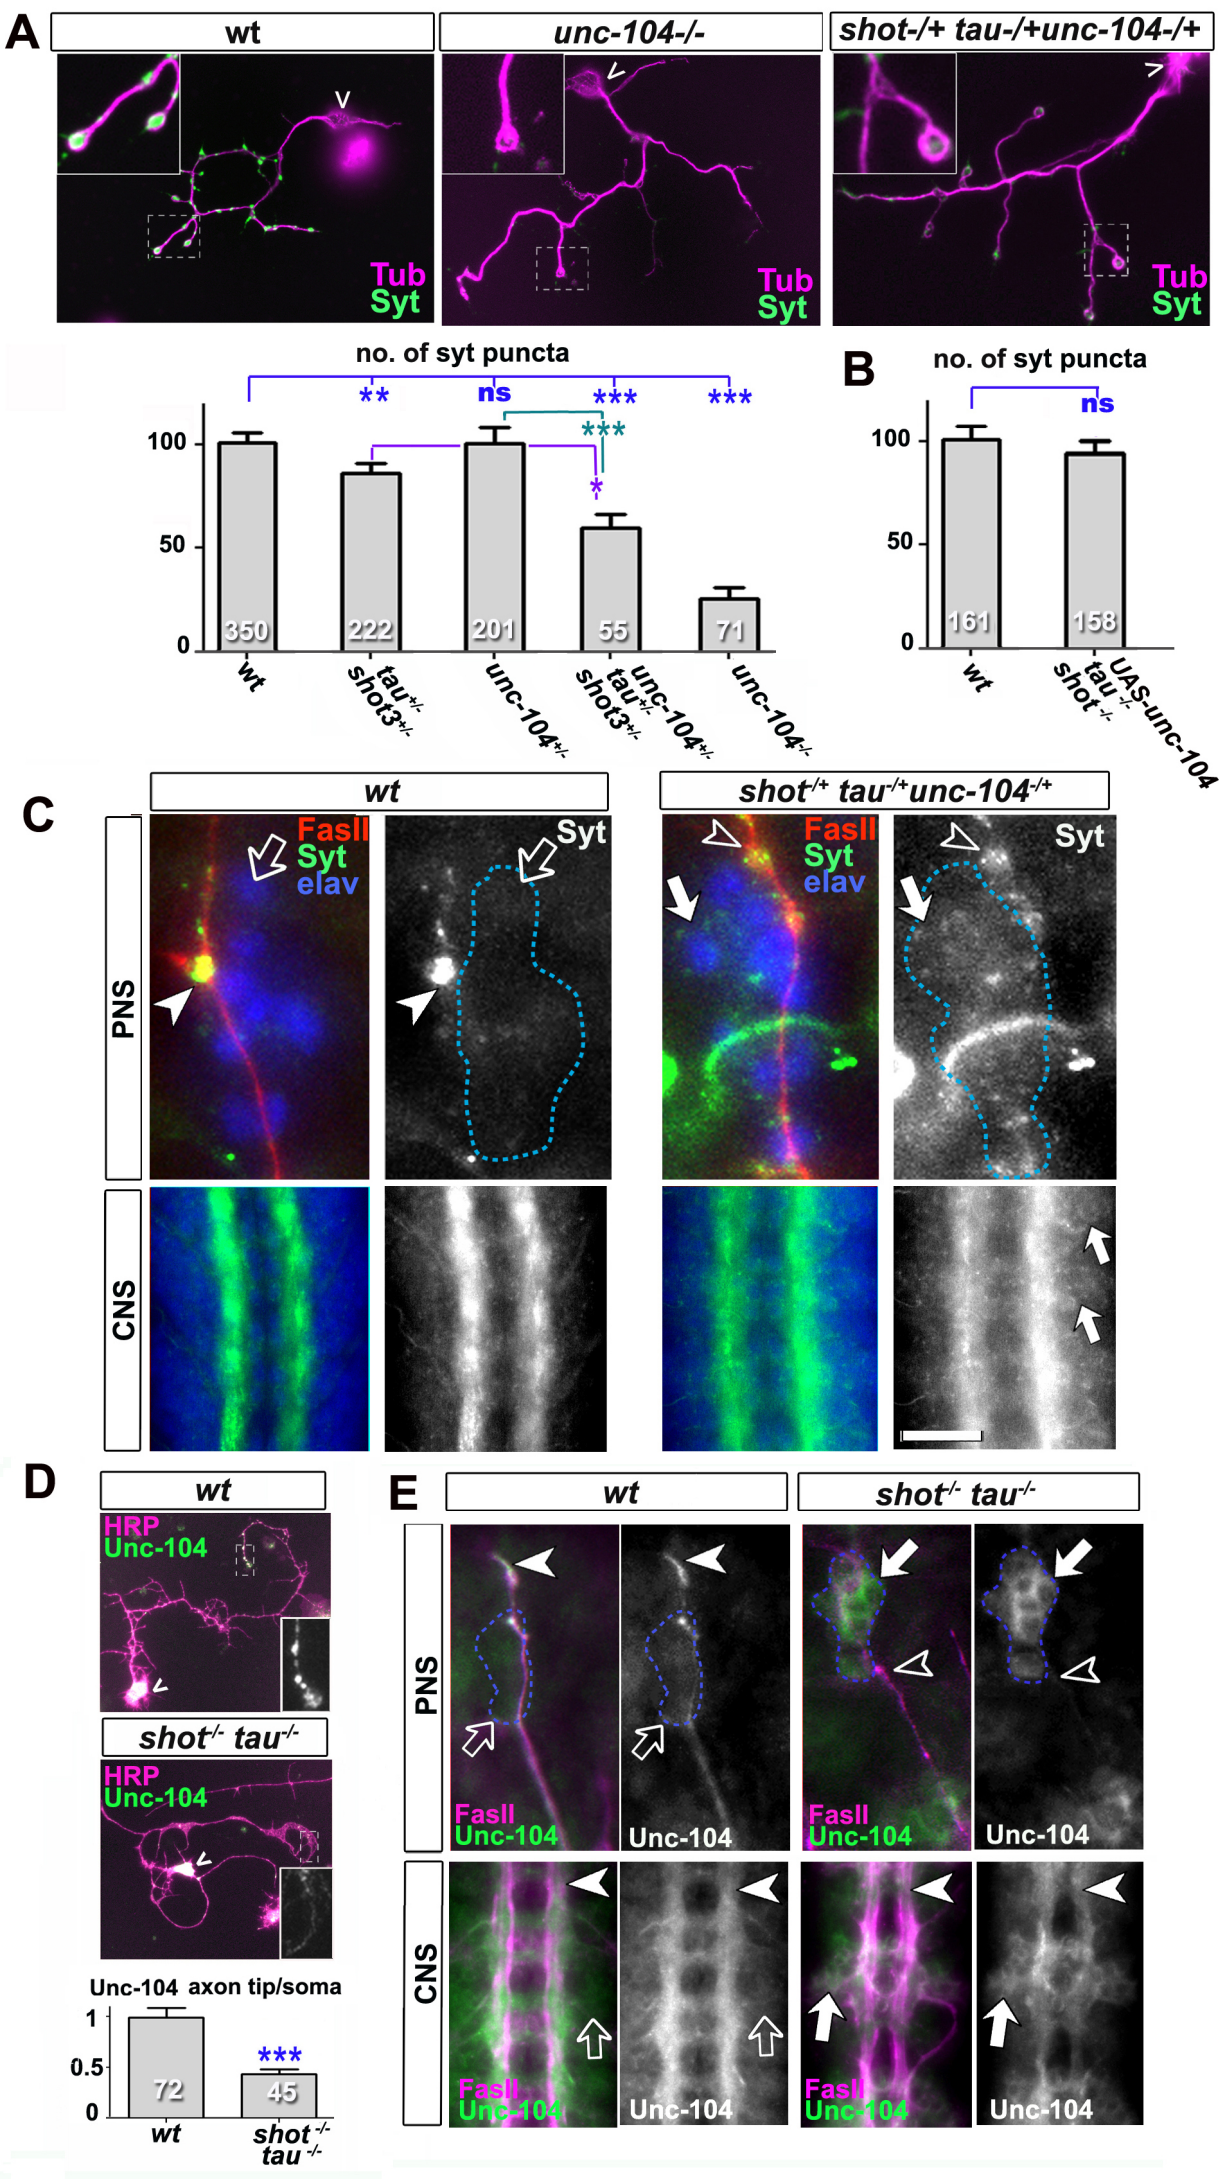 A
wt
unc-104-/-
shot-/+ tau-/+unc-104-/+
Tub
Syt
Tub
Syt
Tub
Syt
no. of syt puncta
** ns *** ***
***
*
100
50
0
350
222
201
55
71
wt
tau+/-
shot3+/-
unc-104+/-
unc-104+/-
tau+/-
shot3+/-
unc-104-/-
B
no. of syt puncta
ns
100
50
0
161
158
wt
UAS-unc-104
tau-/-
shot-/-
C
wt
shot-/+ tau-/+unc-104-/+
PNS
FasII
Syt
elav
Syt
FasII
Syt
elav
Syt
CNS
D
wt
HRP
Unc-104
shot-/- tau-/-
HRP
Unc-104
Unc-104 axon tip/soma
1
0.5
0
***
72
45
wt
shot-/-
tau-/-
E
wt
shot-/- tau-/-
PNS
FasII
Unc-104
Unc-104
FasII
Unc-104
Unc-104
CNS
FasII
Unc-104
Unc-104
FasII
Unc-104
Unc-104